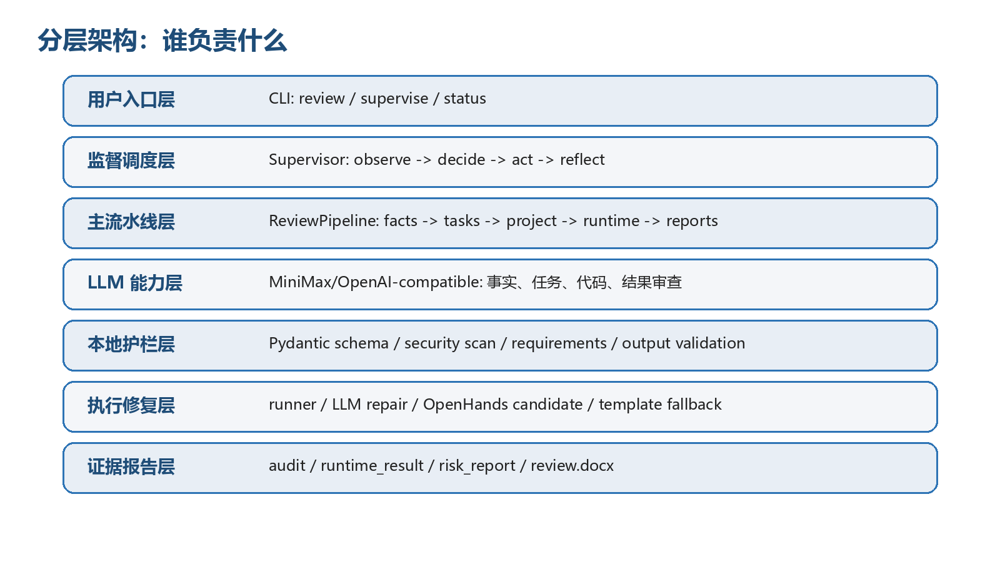 分层架构：谁负责什么
用户入口层 CLI: review / supervise / status
监督调度层 Supervisor: observe -> decide -> act -> reflect
主流水线层 ReviewPipeline: facts -> tasks -> project -> runtime -> reports
LLM 能力层 MiniMax/OpenAI-compatible: 事实、任务、代码、结果审查
本地护栏层 Pydantic schema / security scan / requirements / output validation
执行修复层 runner / LLM repair / OpenHands candidate / template fallback
证据报告层 audit / runtime_result / risk_report / review.docx